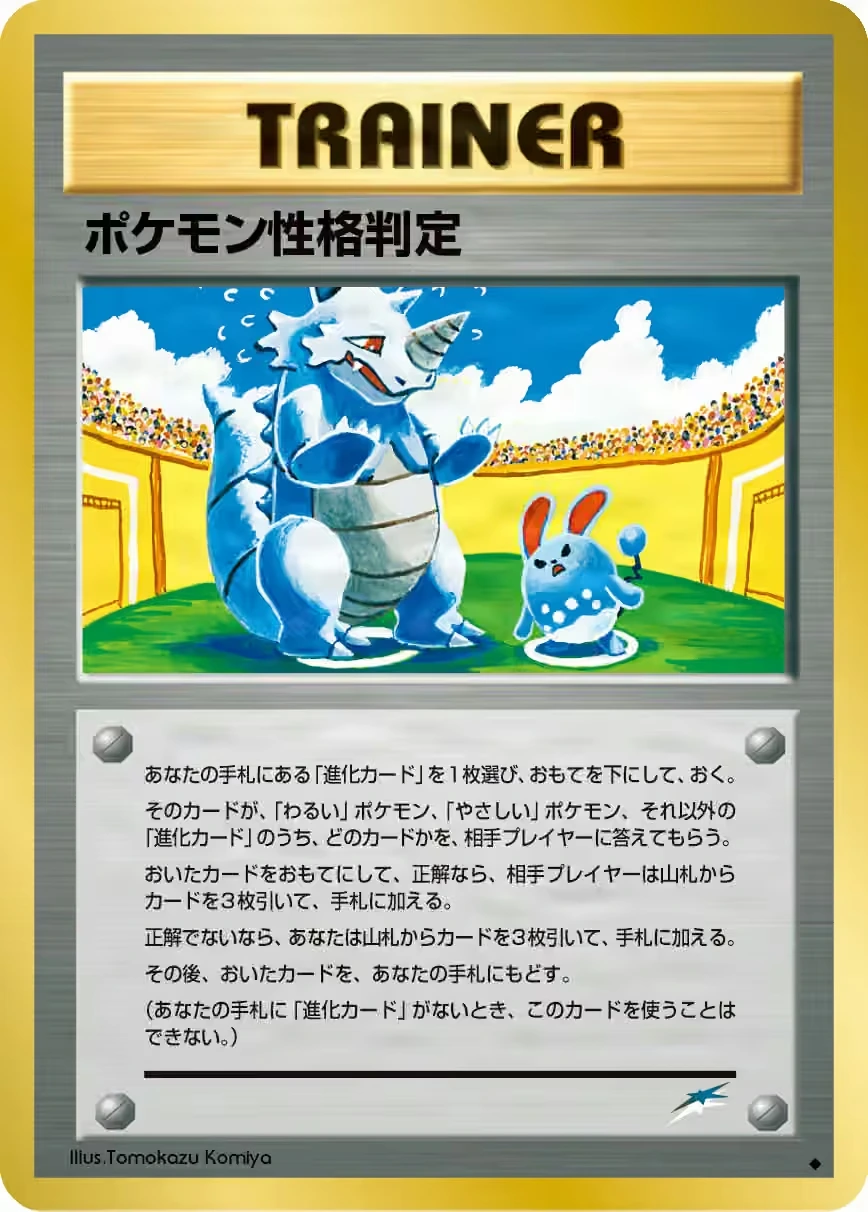 TRAINER
ポケモン性格判定
あなたの手札にある「進化カード」を1枚選び、おもてを下にして、おく。
そのカードが、「わるい」ポケモン、「やさしい」ポケモン、それ以外の
「進化カード」のうち、どのカードかを、相手プレイヤーに答えてもらう。
おいたカードをおもてにして、正解なら、相手プレイヤーは山札から
カードを3枚引いて、手札に加える。
正解でないなら、あなたは山札からカードを3枚引いて、手札に加える。
その後、おいたカードを、あなたの手札にもどす。
(あなたの手札に「進化カード」がないとき、このカードを使うことは
できない。)
Illus.Tomokazu Komiya